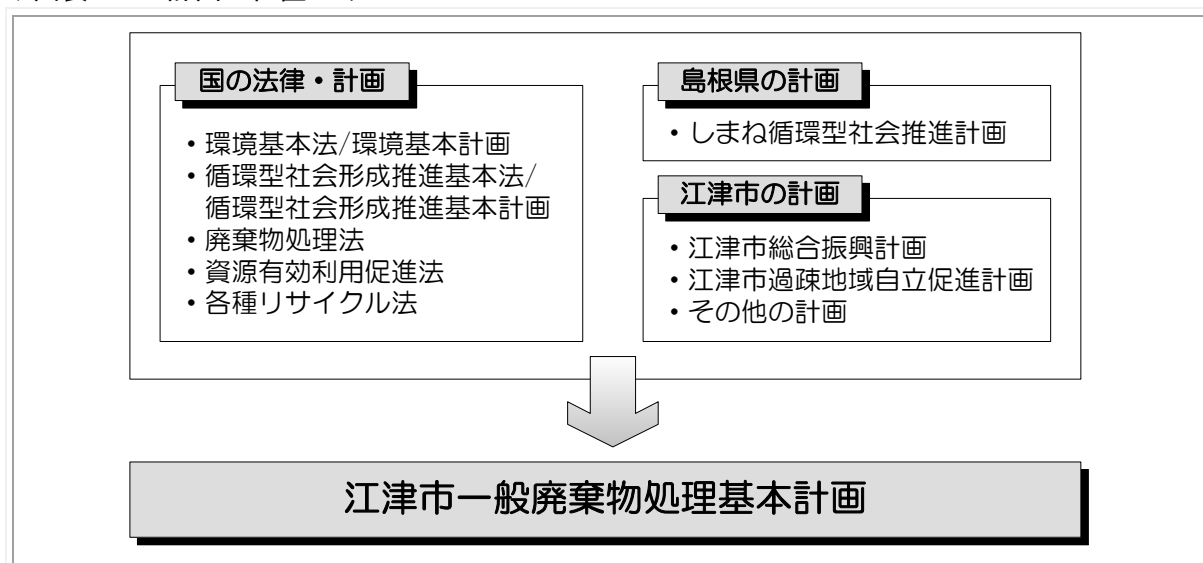 国の法律・計画
・環境基本法/環境基本計画
・循環型社会形成推進基本法/
循環型社会形成推進基本計画
・廃棄物処理法
・資源有効利用促進法
・各種リサイクル法
島根県の計画
・しまね循環型社会推進計画
江津市の計画
・江津市総合振興計画
・江津市過疎地域自立促進計画
・その他の計画
江津市一般廃棄物処理基本計画